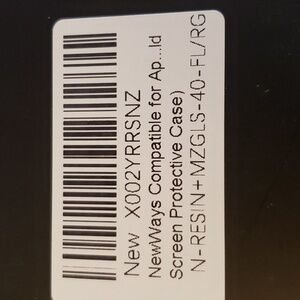 New X002YRRSNZ
NewWays Compatible for Ap...ld
Screen Protective Case)
N-RESIN+MZGLS-40-FL/RG